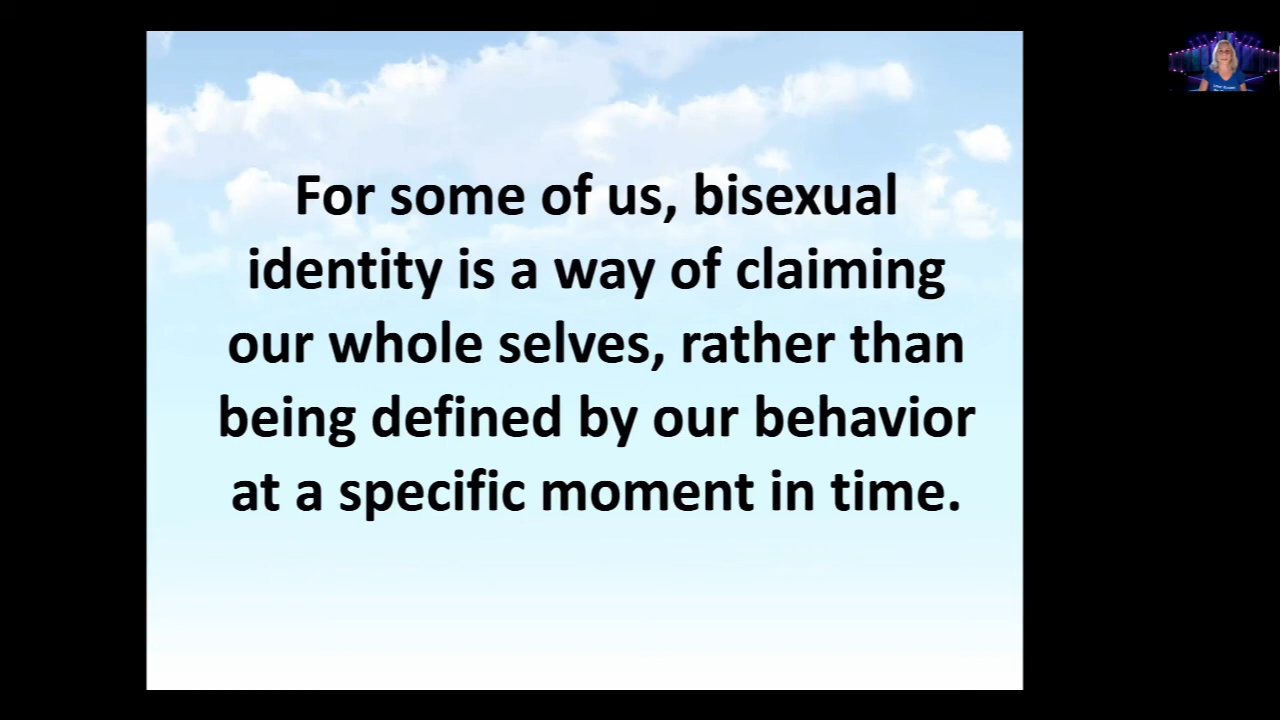 For some of us, bisexual
identity is a way of claiming
our whole selves, rather than
being defined by our behavior
at a specific moment in time.